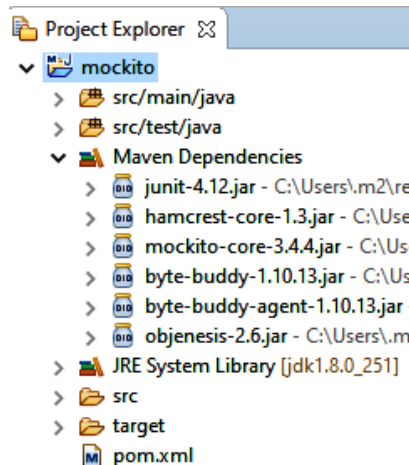 Project Explorer
mockito
src/main/java
src/test/java
Maven Dependencies
junit-4.12.jar - C:\Users\.m2\re
hamcrest-core-1.3.jar - C:\Use
mockito-core-3.4.4.jar - C:\Us
byte-buddy-1.10.13.jar - C:\Us
byte-buddy-agent-1.10.13.jar -
objenesis-2.6.jar - C:\Users\.m
JRE System Library [jdk1.8.0_251]
src
target
pom.xml